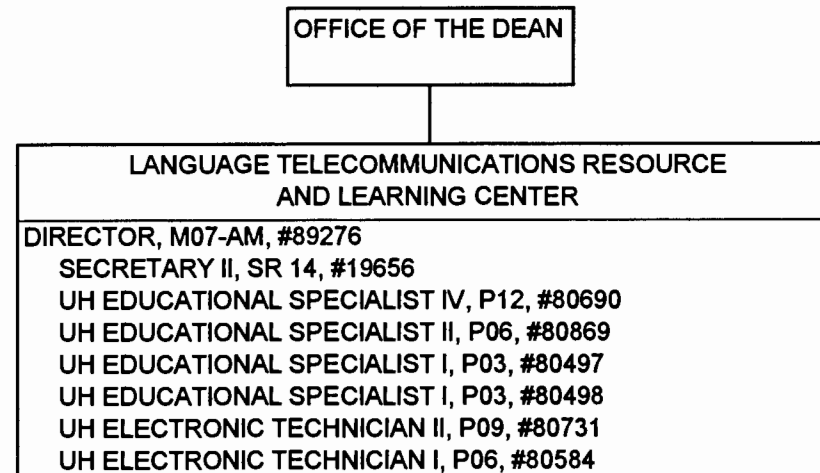 OFFICE OF THE DEAN
LANGUAGE TELECOMMUNICATIONS RESOURCE
AND LEARNING CENTER
DIRECTOR, M07-AM, #89276
SECRETARY II, SR 14, #19656
UH EDUCATIONAL SPECIALIST IV, P12, #80690
UH EDUCATIONAL SPECIALIST II, P06, #80869
UH EDUCATIONAL SPECIALIST I, P03, #80497
UH EDUCATIONAL SPECIALIST I, P03, #80498
UH ELECTRONIC TECHNICIAN II, P09, #80731
UH ELECTRONIC TECHNICIAN I, P06, #80584